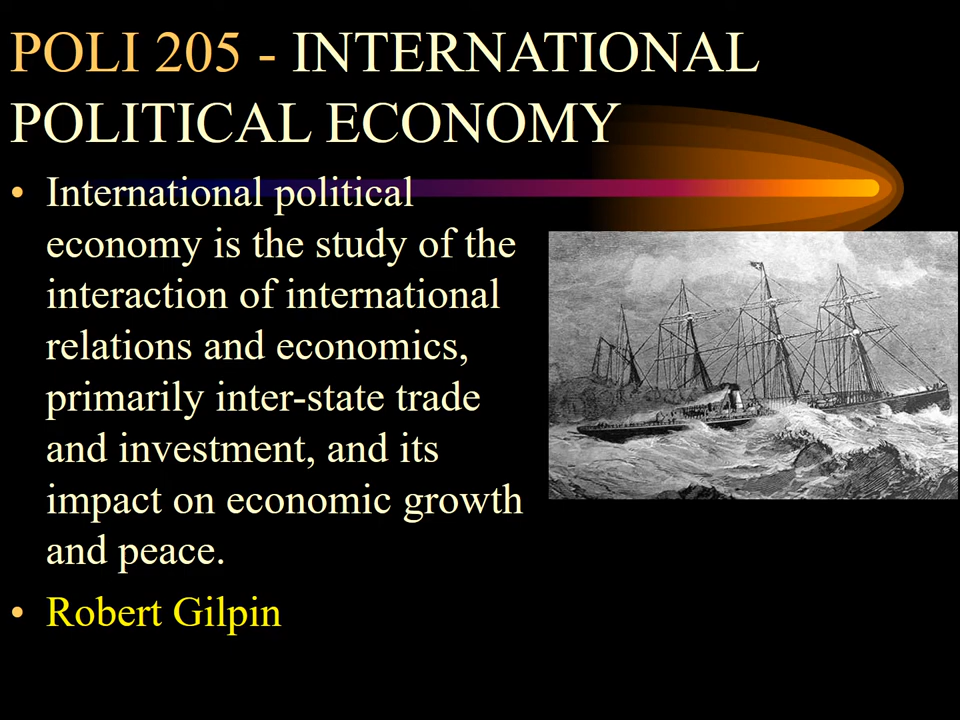 POLI 205 - INTERNATIONAL
POLITICAL ECONOMY
• International political
economy is the study of the
interaction of international
relations and economics,
primarily inter-state trade
and investment, and its
impact on economic growth
and peace.
• Robert Gilpin